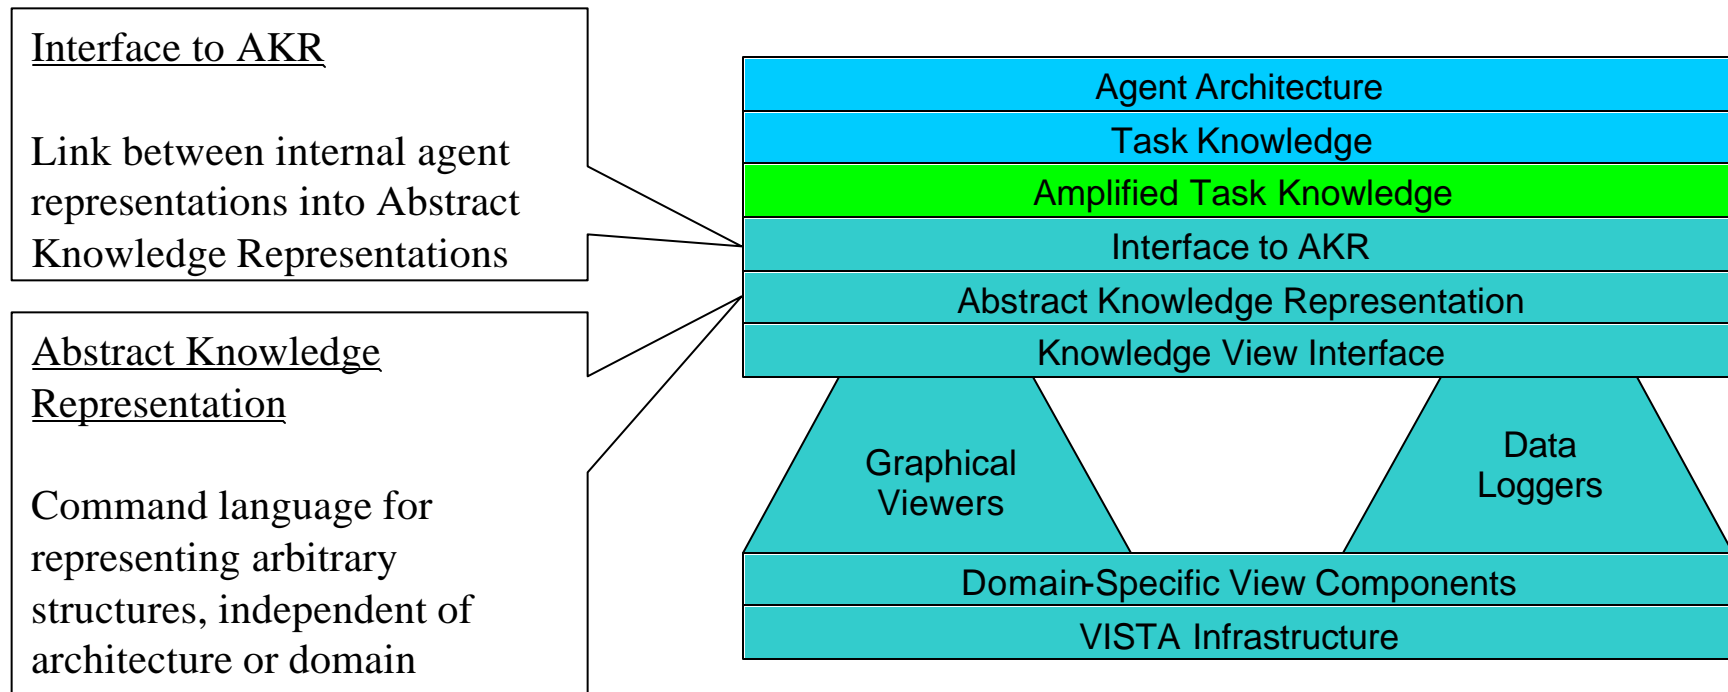 Interface to AKR
Link between internal agent
representations into Abstract
Knowledge Representations
Abstract Knowledge
Representation
Command language for
representing arbitrary
structures, independent of
architecture or domain
Agent Architecture
Task Knowledge
Amplified Task Knowledge
Interface to AKR
Abstract Knowledge Representation
Knowledge View Interface
Graphical
Viewers
Data
Loggers
Domain-Specific View Components
VISTA Infrastructure